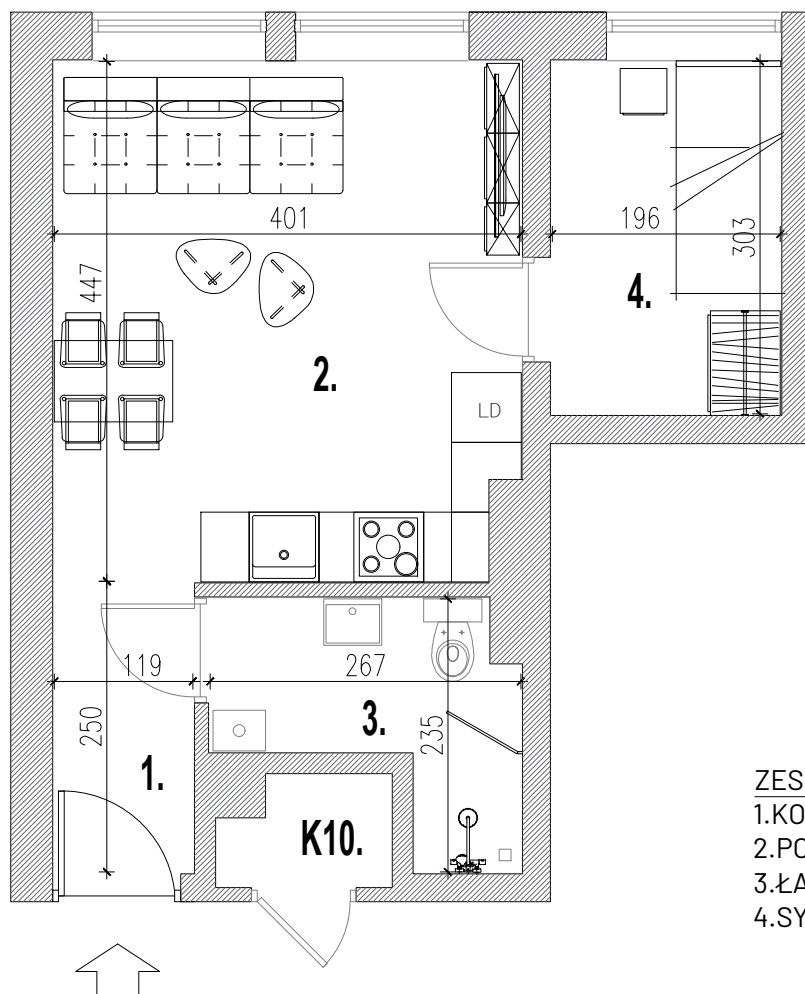 401
196
303
447
4.
2.
LD
119
267
3.
235
250
1.
K10.
ZES
1.KO
2.PO
3.ŁA
4.SY